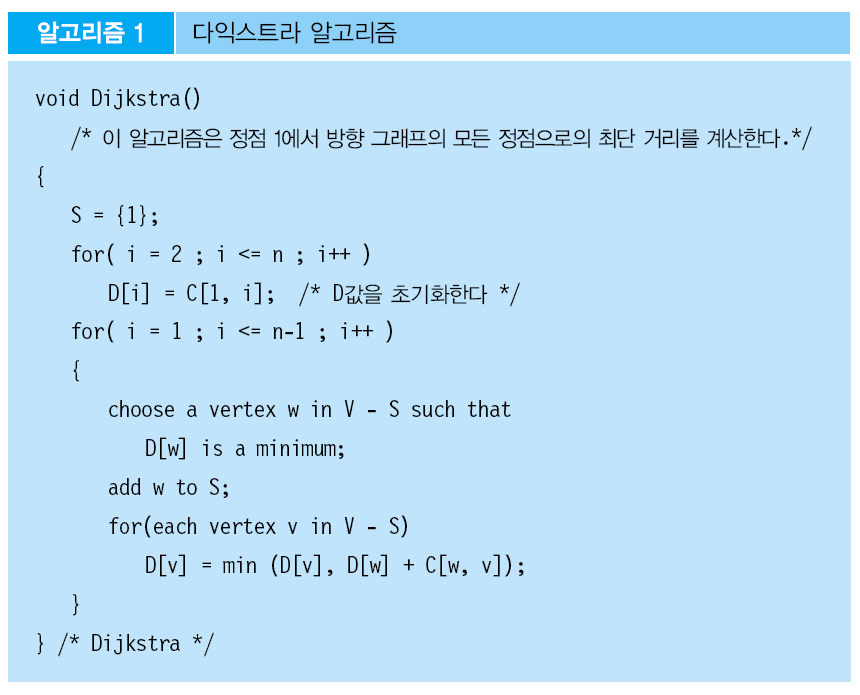 알고리즘 1 다익스트라 알고리즘
void Dijkstra()
/* 이 알고리즘은 정점 1에서 방향 그래프의 모든 정점으로의 최단 거리를 계산한다.*/
{
S = {1};
for( i = 2 ; i <= n ; i++ )
D[i] = C[1, i]; /* D값을 초기화한다 */
for( i = 1 ; i <= n-1 ; i++ )
{
choose a vertex w in V - S such that
D[w] is a minimum;
add w to S;
for(each vertex v in V - S)
D[v] = min (D[v], D[w] + C[w, v]);
}
} /* Dijkstra */